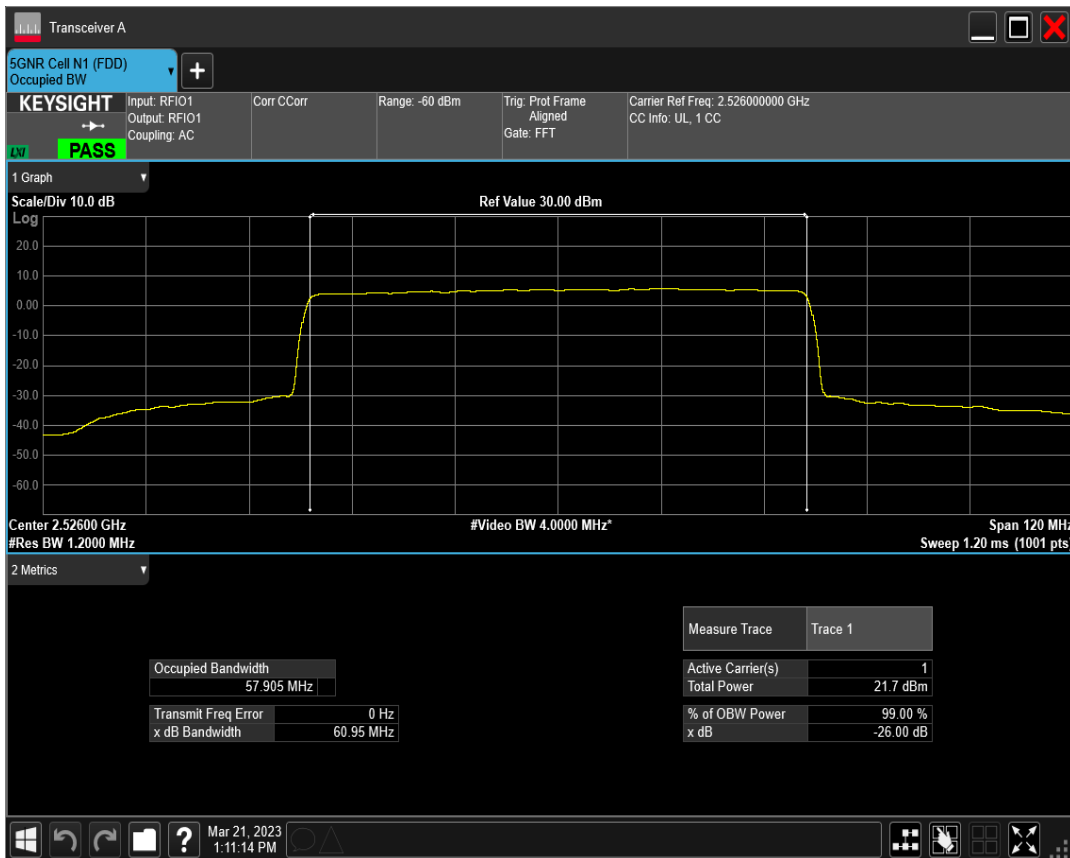 Transceiver A
5GNR Cell N1 (FDD)
Occupied BW
+
KEYSIGHT
LXI
PASS
Input: RFIO1
Output: RFIO1
Coupling: AC
Corr CCorr
Range: -60 dBm
Trig: Prot Frame
Aligned
Gate: FFT
Carrier Ref Freq: 2.526000000 GHz
CC Info: UL, 1 CC
1 Graph
Scale/Div 10.0 dB
Ref Value 30.00 dBm
Log
20.0
10.0
0.00
-10.0
-20.0
-30.0
-40.0
-50.0
-60.0
Center 2.52600 GHz
#Video BW 4.0000 MHz*
Span 120 MHz
#Res BW 1.2000 MHz
Sweep 1.20 ms (1001 pts)
2 Metrics
Measure Trace Trace 1
Occupied Bandwidth
57.905 MHz
Active Carrier(s) 1
Total Power 21.7 dBm
Transmit Freq Error 0 Hz
x dB Bandwidth 60.95 MHz
% of OBW Power 99.00 %
x dB -26.00 dB
?
Mar 21, 2023
1:11:14 PM